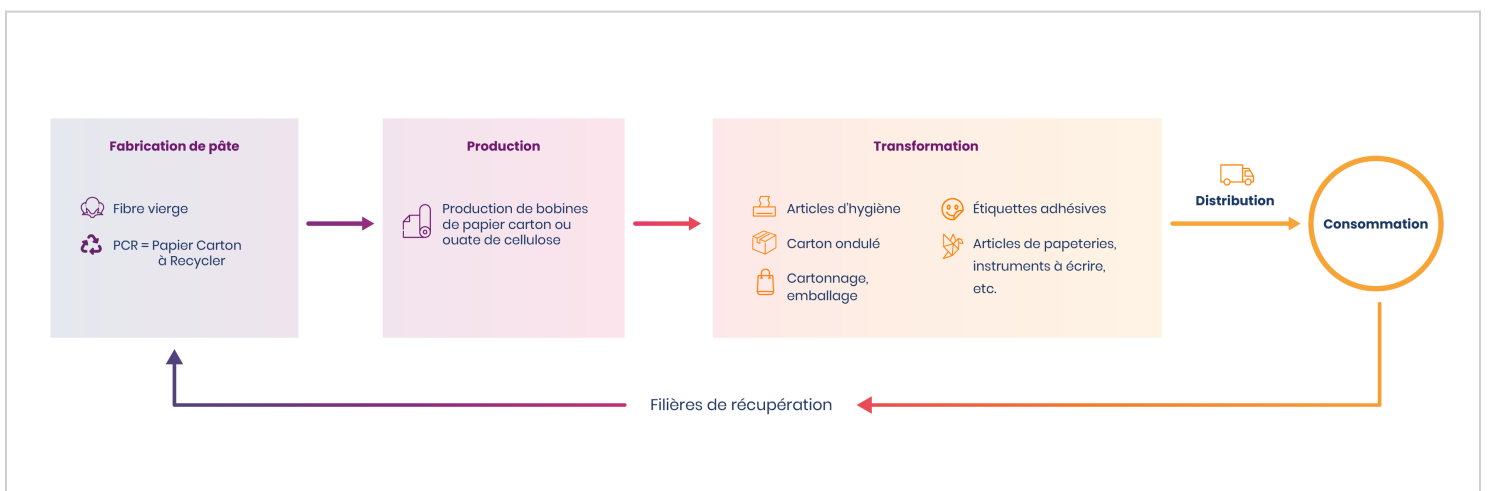 Fabrication de pâte
Fibre vierge
PCR = Papier Carton
à Recycler
Production
Production de bobines
de papier carton ou
ouate de cellulose
Transformation
Articles d'hygiène
Carton ondulé
Cartonnage,
emballage
Étiquettes adhésives
Articles de papeteries,
instruments à écrire,
etc.
Distribution
Consommation
Filières de récupération